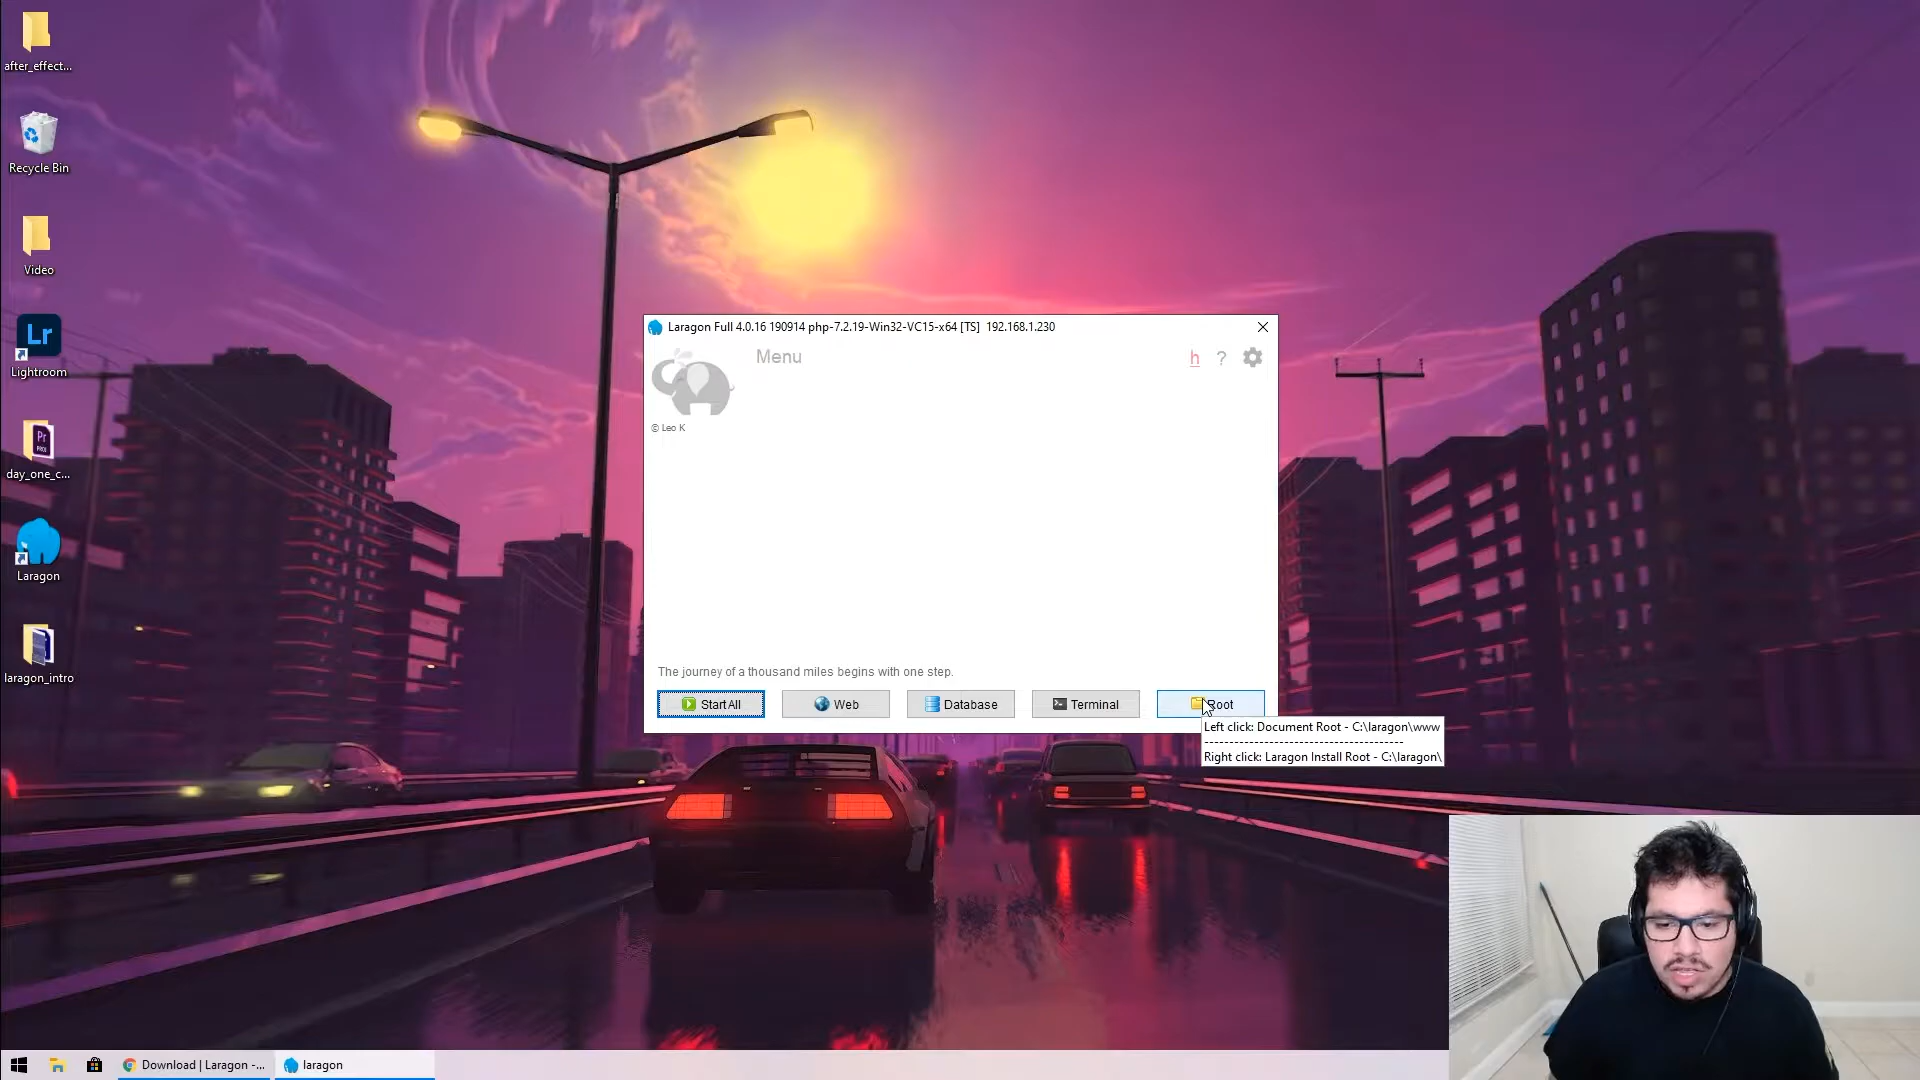 after_effect...
Recycle Bin
Video
Lr
Lightroom
Pr
day_one_c...
Laragon
laragon_intro
Laragon Full 4.0.16 190914 php-7.2.19-Win32-VC15-x64 [TS] 192.168.1.230
Menu
h
?
© Leo K
The journey of a thousand miles begins with one step.
Start All
Web
Database
Terminal
Root
Left click: Document Root - C:\laragon\www
----------------------------------------
Right click: Laragon Install Root - C:\laragon\
Download | Laragon -...
laragon